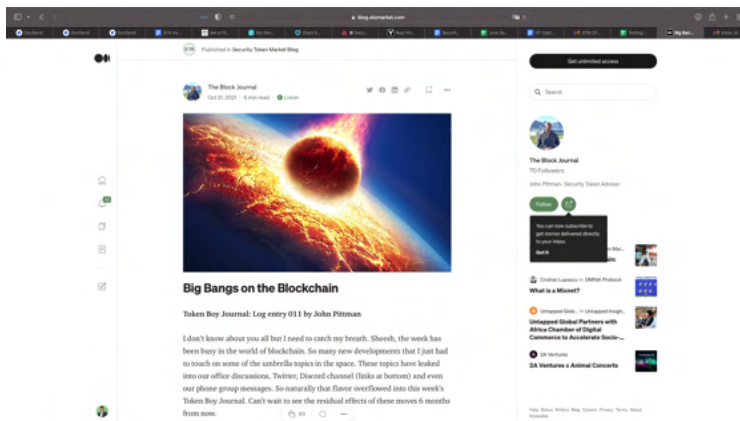 blog.stomarket.com
Published in Security Token Market Blog
The Block Journal
Oct 21, 2021 · 8 min read · Listen
Big Bangs on the Blockchain
Token Boy Journal: Log entry 011 by John Pittman
I don't know about you all but I need to catch my breath. Sheesh, the week has
been busy in the world of blockchain. So many new developments that I just had
to touch on some of the umbrella topics in the space. These topics have leaked
into our office discussions, Twitter, Discord channel (links at bottom) and even
our phone group messages. So naturally that flavor overflowed into this week's
Token Boy Journal. Can't wait to see the residual effects of these moves 6 months
from now.
Get unlimited access
Search
The Block Journal
70 Followers
John Pittman- Security Token Advisor
Follow
You can now subscribe to
get stories delivered directly
to your inbox.
Got it
Cristian Lupascu in OMNIA Protocol
What is a Mixnet?
Untapped Glob... in Untapped Insigh...
Untapped Global Partners with
Africa Chamber of Digital
Commerce to Accelerate Socio-...
2A Ventures
2A Ventures x Animal Concerts
Help Status Writers Blog Careers Privacy Terms About
Knowable